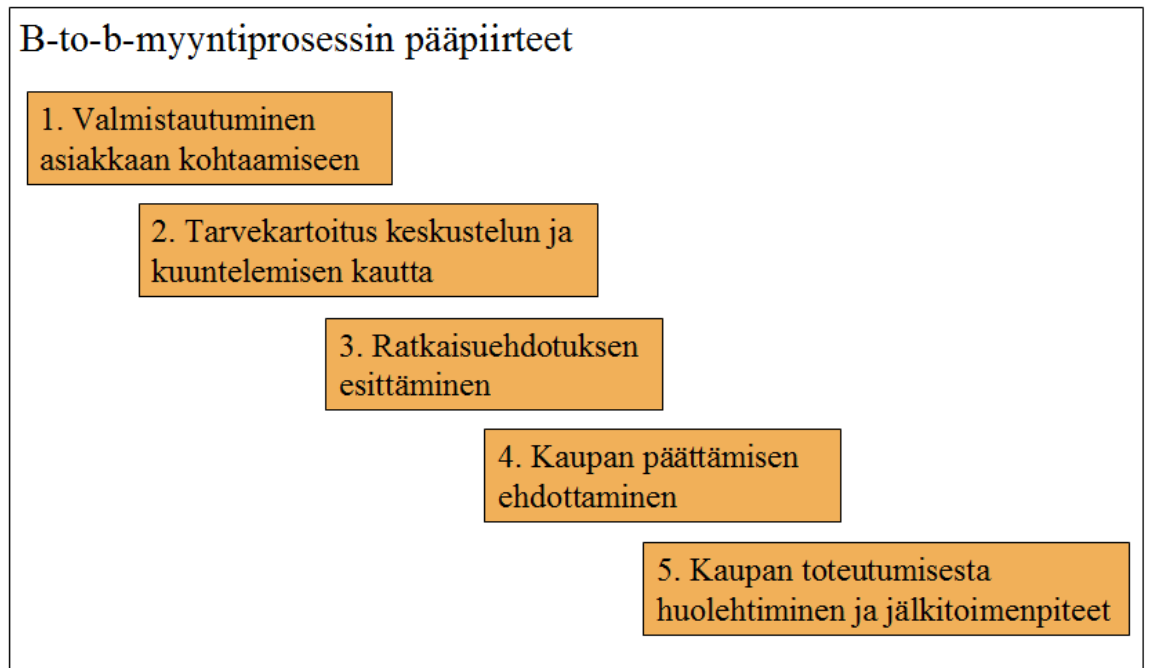 B-to-b-myyntiprosessin pääpiirteet
1. Valmistautuminen
asiakkaan kohtaamiseen
2. Tarvekartoitus keskustelun ja
kuuntelemisen kautta
3. Ratkaisuehdotuksen
esittäminen
4. Kaupan päättämisen
ehdottaminen
5. Kaupan toteutumisesta
huolehtiminen ja jälkitoimenpiteet